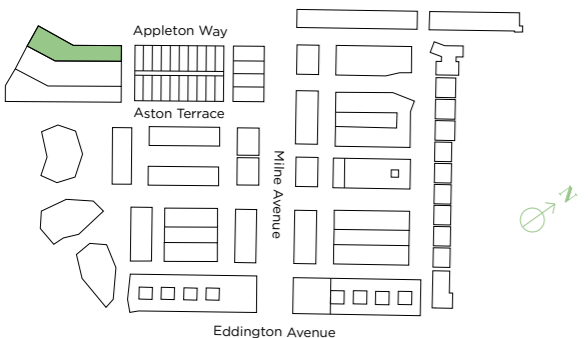 Appleton Way
Aston Terrace
Milne Avenue
N
Eddington Avenue